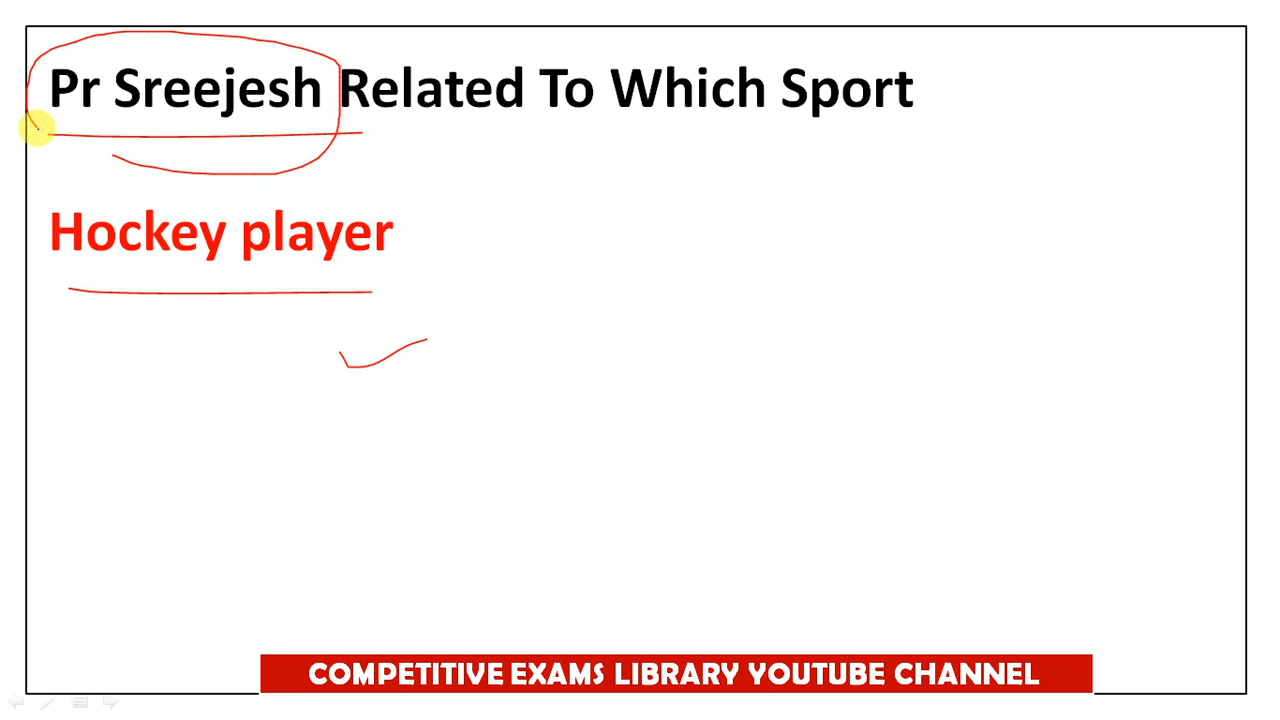 Pr Sreejesh Related To Which Sport
Hockey player
COMPETITIVE EXAMS LIBRARY YOUTUBE CHANNEL